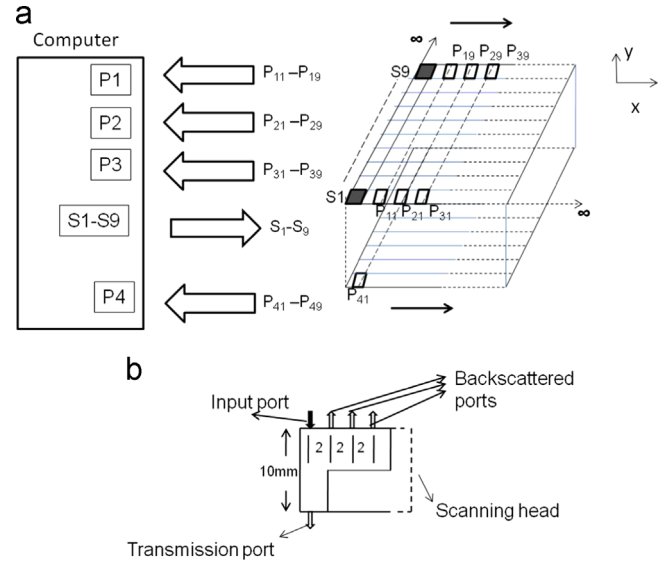 a
Computer
P1
P2
P3
S1-S9
P4
P₁₁ –P₁₉
P₂₁ –P₂₉
P₃₁ –P₃₉
S₁-S₉
P₄₁ –P₄₉
∞
P₁₉ P₂₉ P₃₉
S9
S1
P₁₁ P₂₁ P₃₁
∞
P₄₁
y
x
b
Input port
Backscattered
ports
2 2 2
10mm
Scanning head
Transmission port